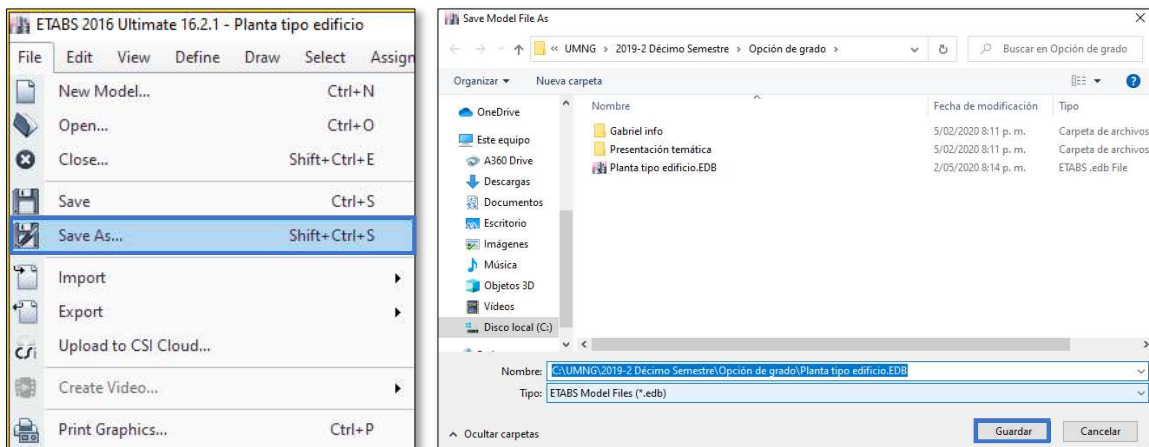 ETABS 2016 Ultimate 16.2.1 - Planta tipo edificio
File Edit View Define Draw Select Assign
New Model... Ctrl+N
Open... Ctrl+O
Close... Shift+Ctrl+E
Save Ctrl+S
Save As... Shift+Ctrl+S
Import
Export
CSi Upload to CSI Cloud...
Create Video...
Print Graphics... Ctrl+P
Save Model File As
« UMNG › 2019-2 Décimo Semestre › Opción de grado ›
Buscar en Opción de grado
Organizar Nueva carpeta
Nombre Fecha de modificación Tipo
OneDrive
Este equipo
A360 Drive
Descargas
Documentos
Escritorio
Imágenes
Música
Objetos 3D
Vídeos
Disco local (C:)
Gabriel info 5/02/2020 8:11 p. m. Carpeta de archivos
Presentación temática 5/02/2020 8:11 p. m. Carpeta de archivos
Planta tipo edificio.EDB 2/05/2020 8:14 p. m. ETABS .edb File
Nombre: C:\UMNG\2019-2 Décimo Semestre\Opción de grado\Planta tipo edificio.EDB
Tipo: ETABS Model Files (*.edb)
Ocultar carpetas Guardar Cancelar